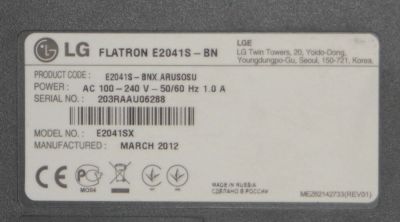 LG FLATRON E2041S-BN
LGE
LG Twin Towers, 20, Yoido-Dong,
Youngdungpo-Gu, Seoul, 150-721, Korea.
PRODUCT CODE : E2041S-BNX ARUSOSU
POWER : AC 100-240 V~50/60 Hz 1.0 A
SERIAL NO. : 203RAAU06288
MODEL NO. : E2041SX
MANUFACTURED : MARCH 2012
MADE IN RUSSIA
СДЕЛАНО В РОССИИ
MEZ62142733(REV01)